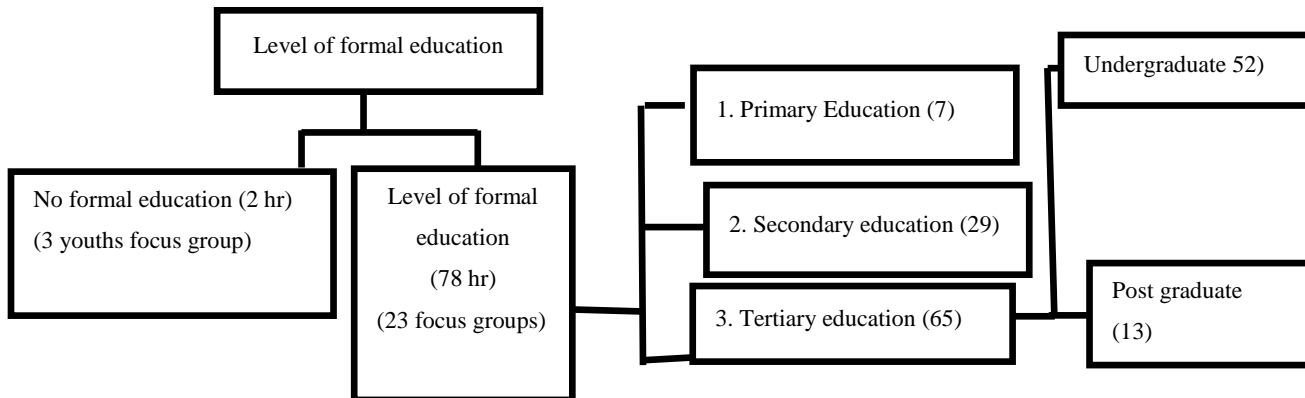 Level of formal education
No formal education (2 hr)
(3 youths focus group)
Level of formal
education
(78 hr)
(23 focus groups)
1. Primary Education (7)
2. Secondary education (29)
3. Tertiary education (65)
Undergraduate 52)
Post graduate
(13)